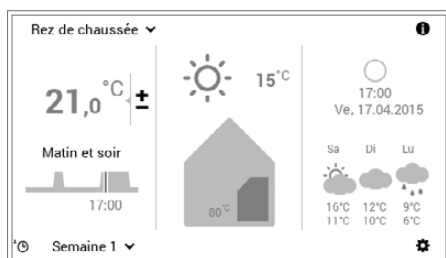 Rez de chaussée
21,0 °C ±
15°C
17:00
Ve, 17.04.2015
Matin et soir
17:00
80°C
Sa Di Lu
16°C 12°C 9°C
11°C 10°C 6°C
Semaine 1